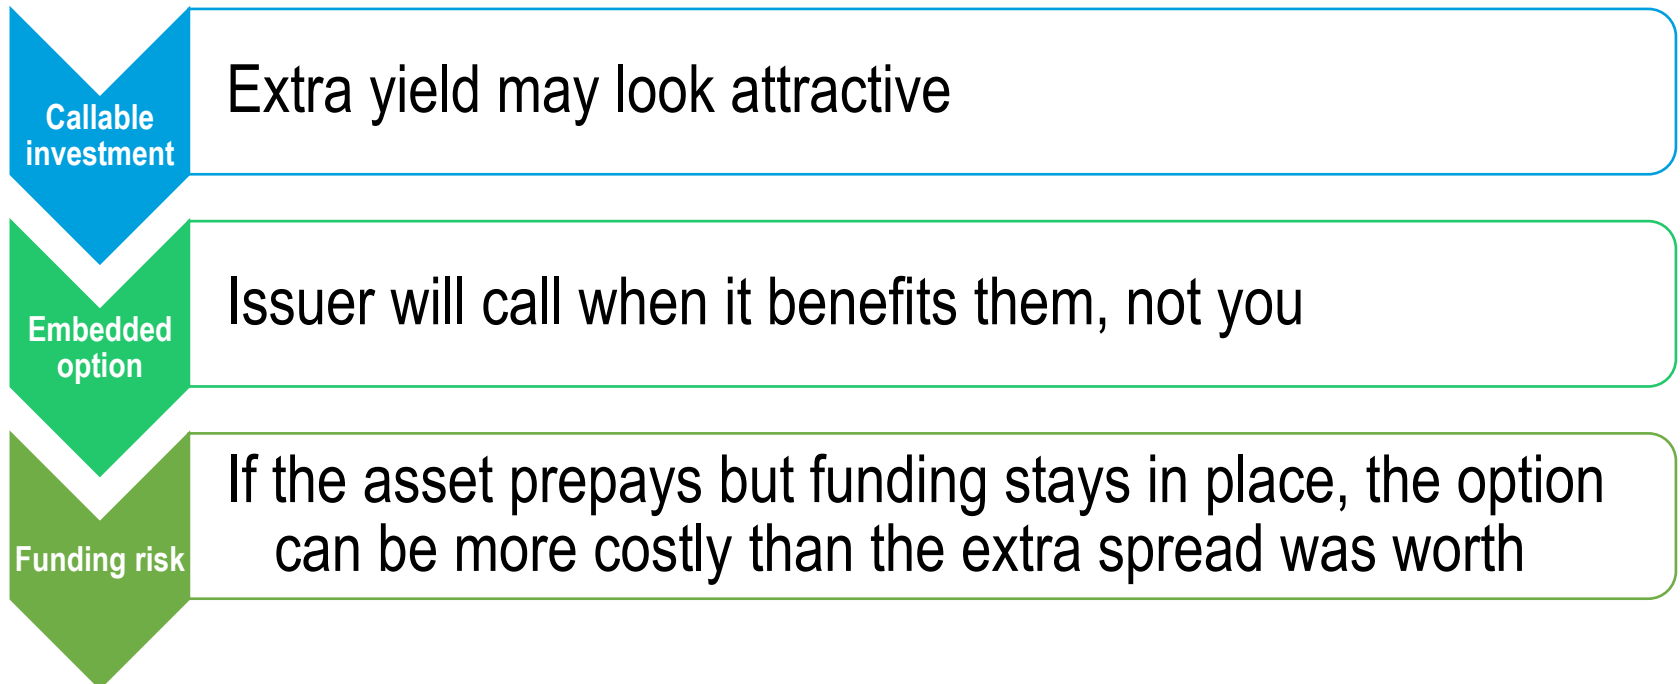 Callable
investment
Extra yield may look attractive
Embedded
option
Issuer will call when it benefits them, not you
Funding risk
If the asset prepays but funding stays in place, the option
can be more costly than the extra spread was worth